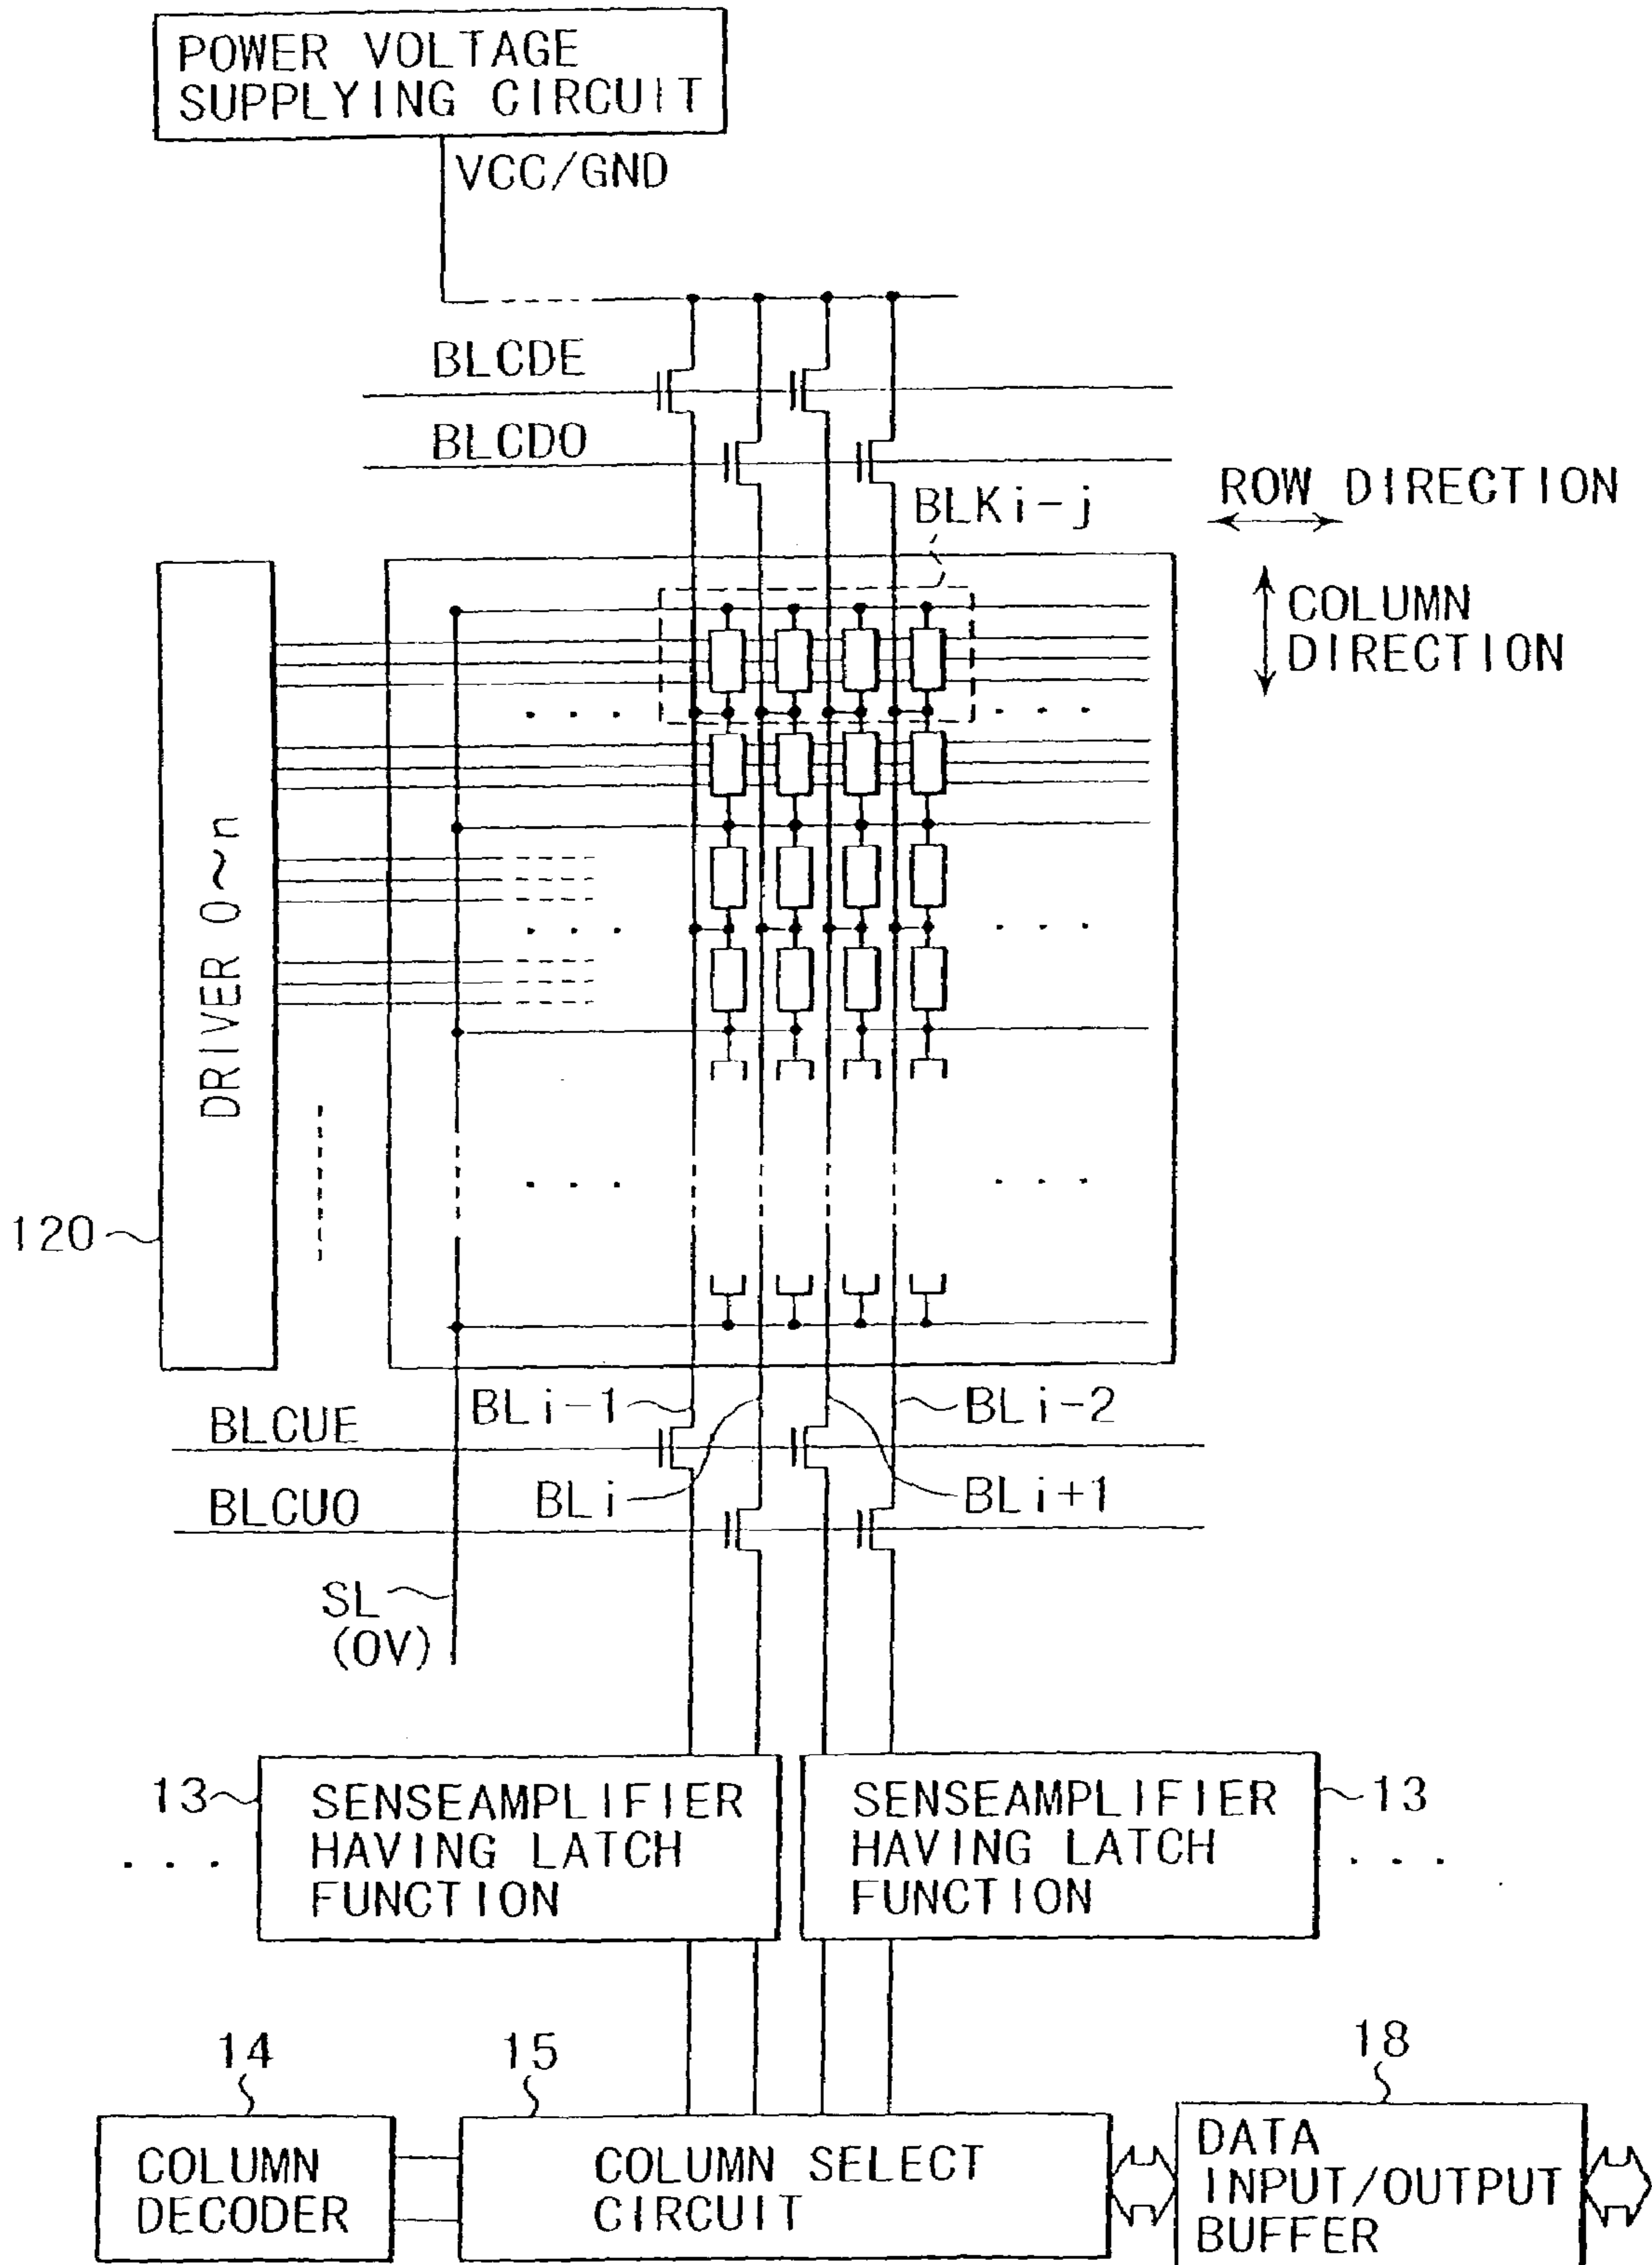 POWER VOLTAGE
SUPPLYING CIRCUIT
VCC/GND
BLCDE
BLCDO
BLKi-j
ROW DIRECTION
COLUMN
DIRECTION
DRIVER 0~n
120
BLi-1
BLi-2
BLCUE
BLi
BLi+1
BLCUO
SL
(0V)
13
SENSEAMPLIFIER
HAVING LATCH
FUNCTION
SENSEAMPLIFIER
HAVING LATCH
FUNCTION
13
. . .
. . .
14
15
18
COLUMN
DECODER
COLUMN SELECT
CIRCUIT
DATA
INPUT/OUTPUT
BUFFER